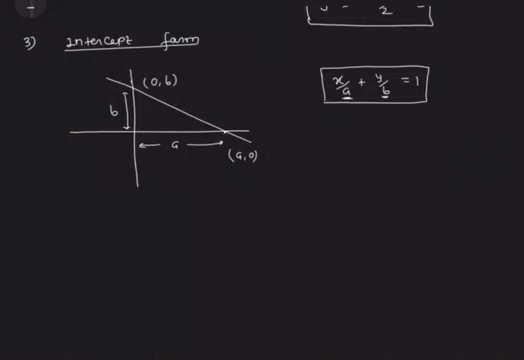 3) Intercept form
(0, b)
x/a + y/b = 1
b
a
(a, 0)